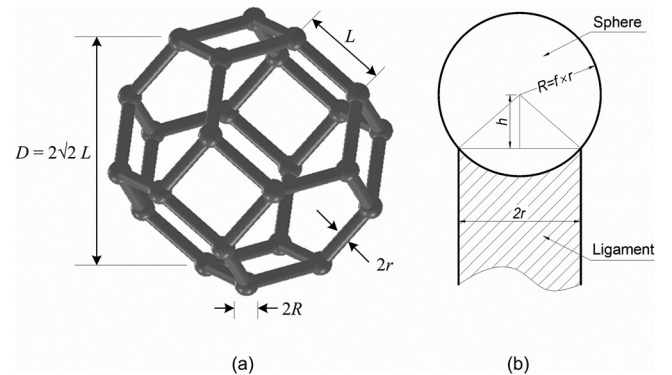 L
D = 2√2 L
2r
2R
(a)
Sphere
R=f×r
h
2r
Ligament
(b)